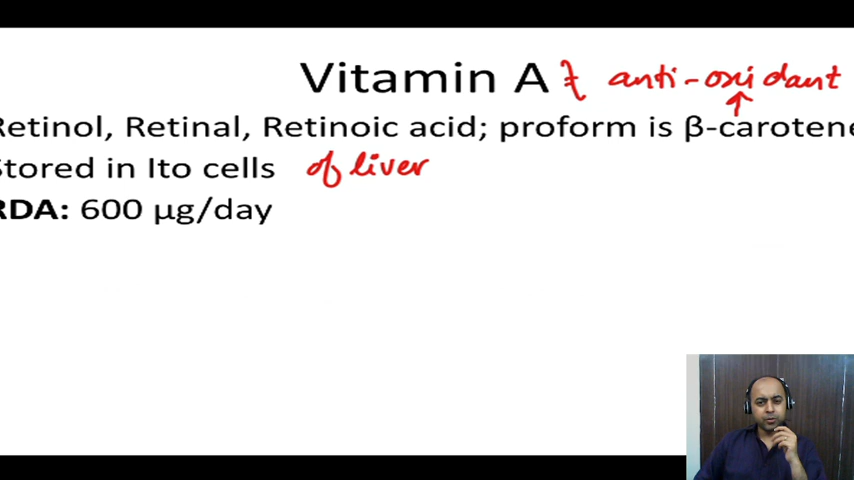 Vitamin A } anti-oxidant
Retinol, Retinal, Retinoic acid; proform is β-carotene
Stored in Ito cells of liver
RDA: 600 µg/day